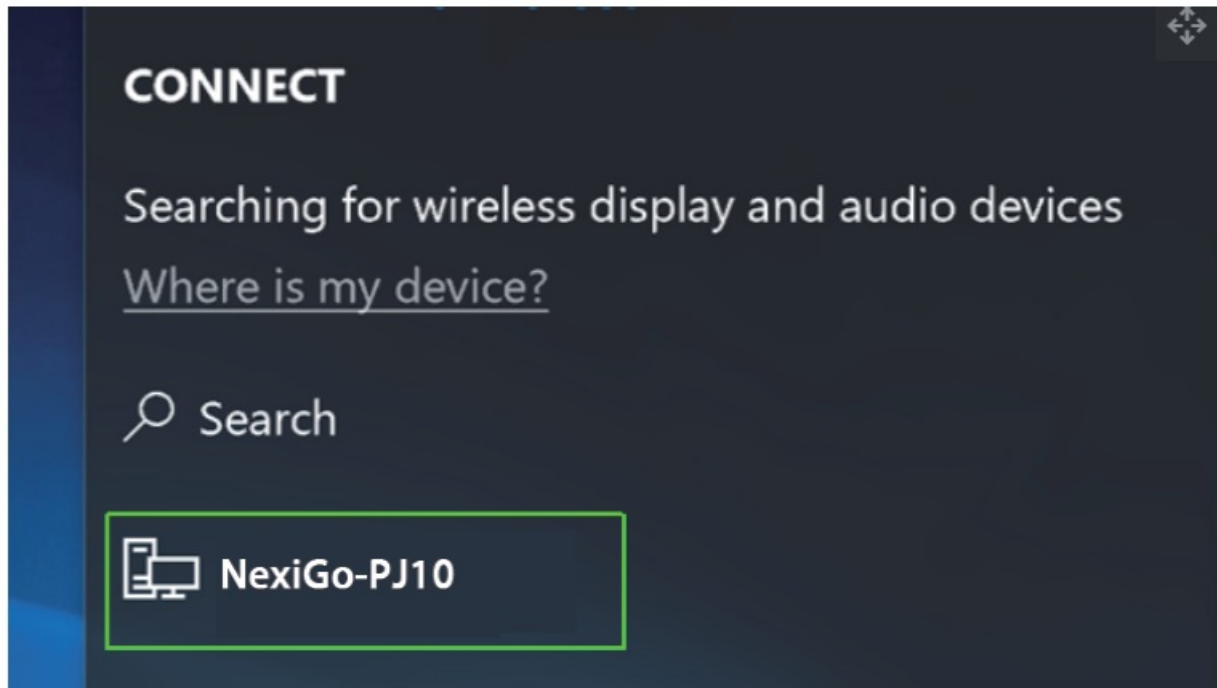 CONNECT
Searching for wireless display and audio devices
Where is my device?
Search
NexiGo-PJ10